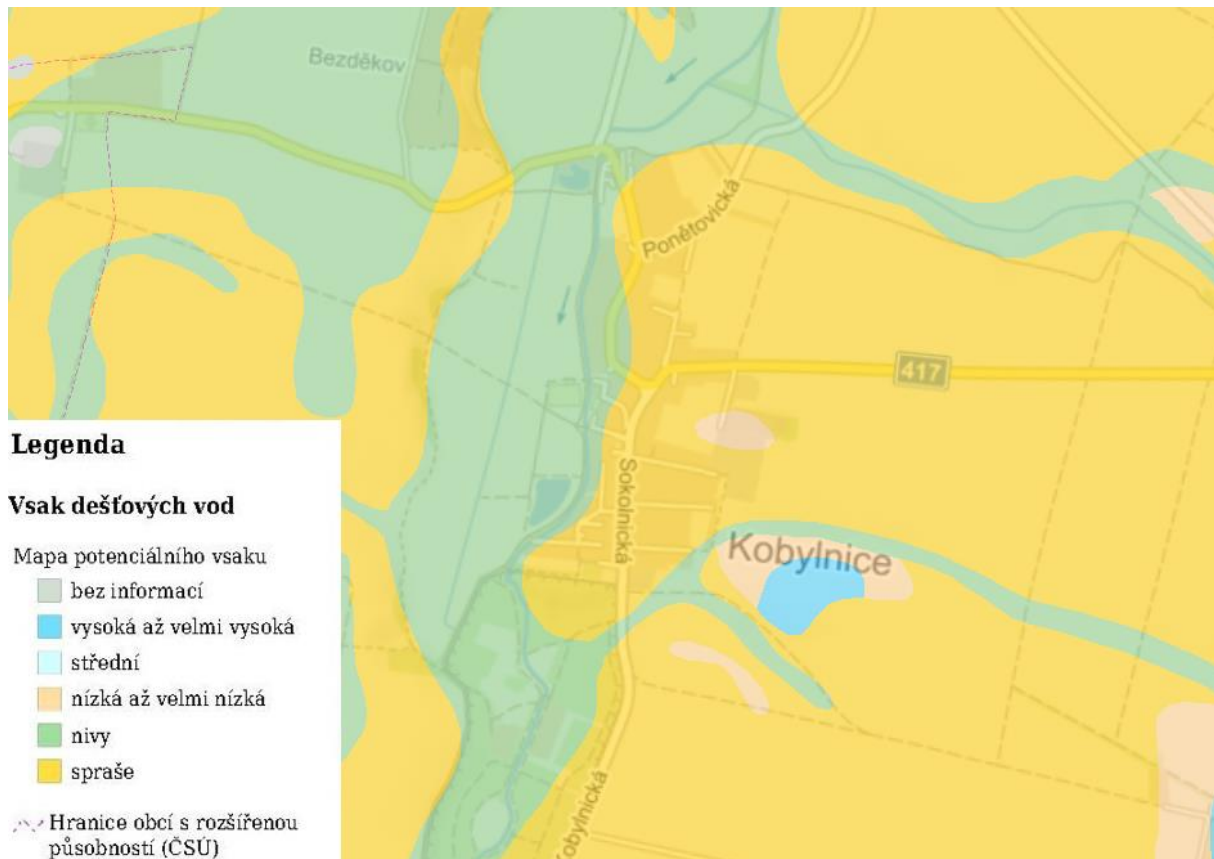 Bezděkov
Ponětovická
417
Sokolnická
Kobylnice
Kobylnická
Legenda
Vsak dešťových vod
Mapa potenciálního vsaku
bez informací
vysoká až velmi vysoká
střední
nízká až velmi nízká
nivy
spraše
Hranice obcí s rozšířenou
působností (ČSÚ)